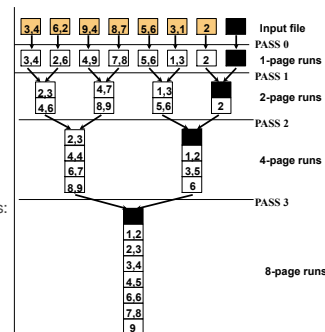 3,4 6,2 9,4 8,7 5,6 3,1 2 Input file
PASS 0
3,4 2,6 4,9 7,8 5,6 1,3 2 1-page runs
PASS 1
2,3 4,7 1,3 2-page runs
4,6 8,9 5,6 2
PASS 2
2,3
4,4 1,2 4-page runs
6,7 3,5
8,9 6
PASS 3
s:
1,2
2,3
3,4 8-page runs
4,5
6,6
7,8
9